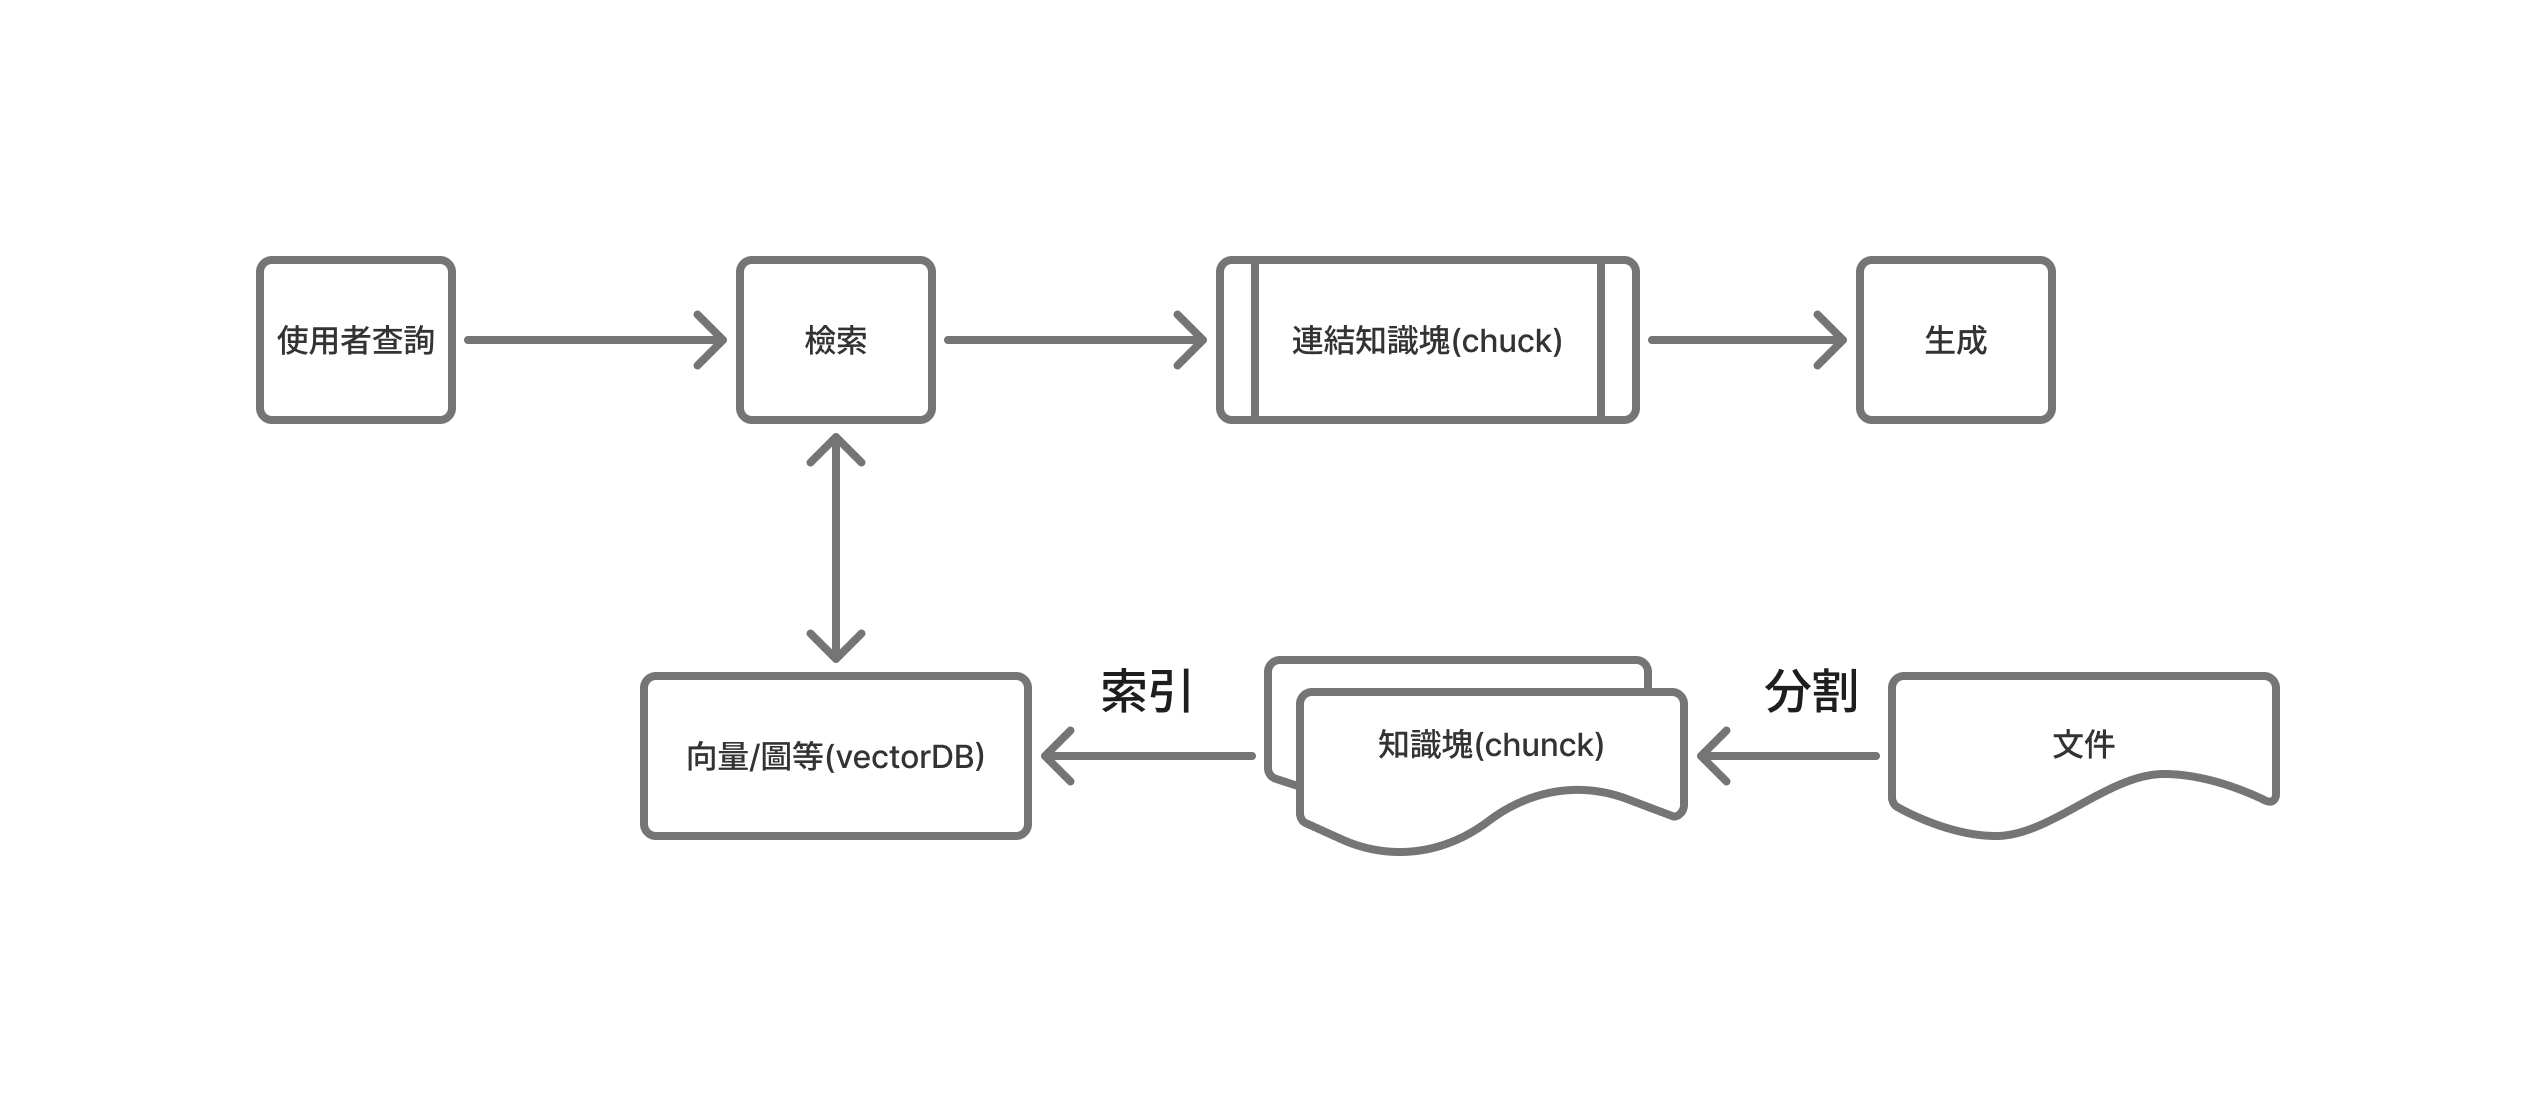 使用者查詢
檢索
連結知識塊(chuck)
生成
向量/圖等(vectorDB)
索引
知識塊(chunck)
分割
文件